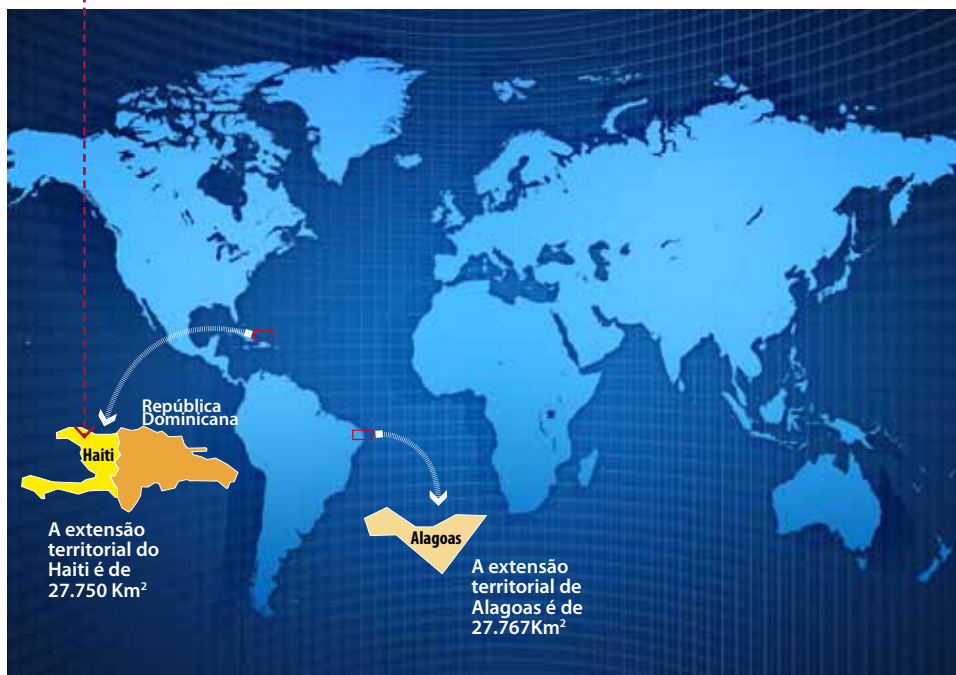 República
Dominicana
Haiti
A extensão
territorial do
Haiti é de
27.750 Km²
Alagoas
A extensão
territorial de
Alagoas é de
27.767Km²